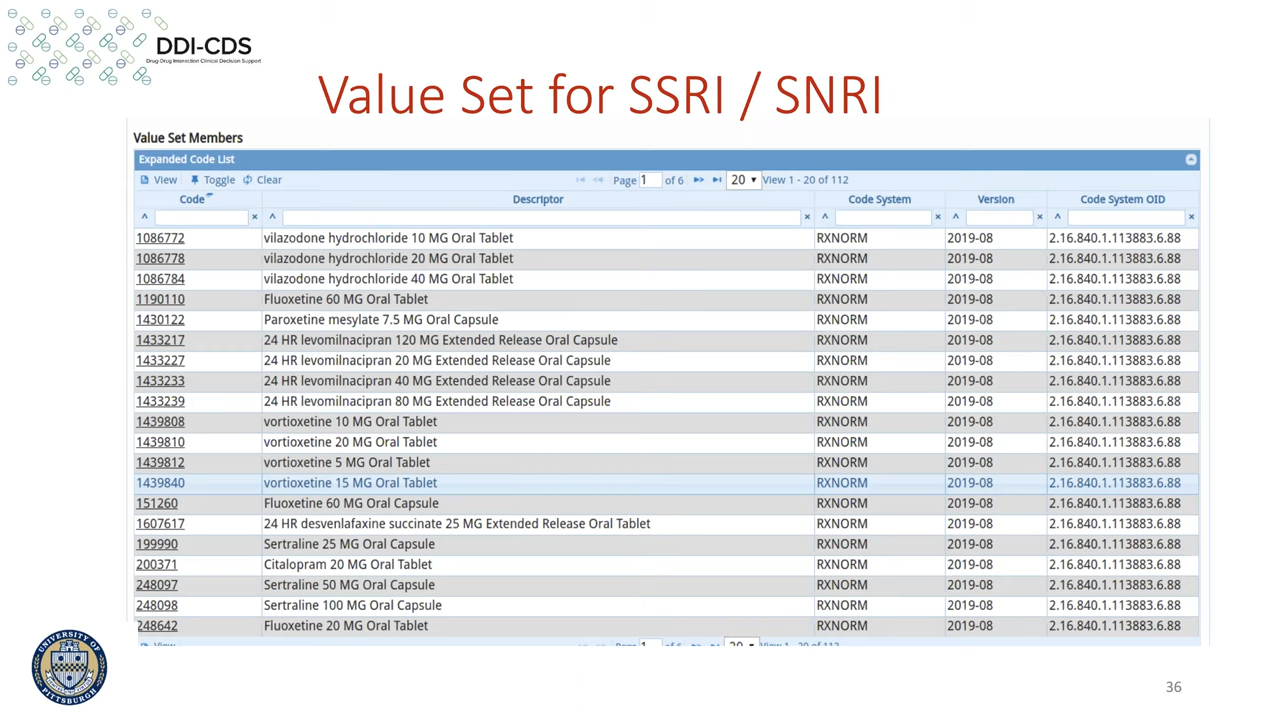 DDI-CDS
Drug-Drug Interaction Clinical Decision Support
Value Set for SSRI / SNRI
Value Set Members
Expanded Code List
View Toggle Clear Page 1 of 6 20 View 1 - 20 of 112
Code Descriptor Code System Version Code System OID
^ x ^ x ^ x ^ x ^ x
1086772 vilazodone hydrochloride 10 MG Oral Tablet RXNORM 2019-08 2.16.840.1.113883.6.88
1086778 vilazodone hydrochloride 20 MG Oral Tablet RXNORM 2019-08 2.16.840.1.113883.6.88
1086784 vilazodone hydrochloride 40 MG Oral Tablet RXNORM 2019-08 2.16.840.1.113883.6.88
1190110 Fluoxetine 60 MG Oral Tablet RXNORM 2019-08 2.16.840.1.113883.6.88
1430122 Paroxetine mesylate 7.5 MG Oral Capsule RXNORM 2019-08 2.16.840.1.113883.6.88
1433217 24 HR levomilnacipran 120 MG Extended Release Oral Capsule RXNORM 2019-08 2.16.840.1.113883.6.88
1433227 24 HR levomilnacipran 20 MG Extended Release Oral Capsule RXNORM 2019-08 2.16.840.1.113883.6.88
1433233 24 HR levomilnacipran 40 MG Extended Release Oral Capsule RXNORM 2019-08 2.16.840.1.113883.6.88
1433239 24 HR levomilnacipran 80 MG Extended Release Oral Capsule RXNORM 2019-08 2.16.840.1.113883.6.88
1439808 vortioxetine 10 MG Oral Tablet RXNORM 2019-08 2.16.840.1.113883.6.88
1439810 vortioxetine 20 MG Oral Tablet RXNORM 2019-08 2.16.840.1.113883.6.88
1439812 vortioxetine 5 MG Oral Tablet RXNORM 2019-08 2.16.840.1.113883.6.88
1439840 vortioxetine 15 MG Oral Tablet RXNORM 2019-08 2.16.840.1.113883.6.88
151260 Fluoxetine 60 MG Oral Capsule RXNORM 2019-08 2.16.840.1.113883.6.88
1607617 24 HR desvenlafaxine succinate 25 MG Extended Release Oral Tablet RXNORM 2019-08 2.16.840.1.113883.6.88
199990 Sertraline 25 MG Oral Capsule RXNORM 2019-08 2.16.840.1.113883.6.88
200371 Citalopram 20 MG Oral Tablet RXNORM 2019-08 2.16.840.1.113883.6.88
248097 Sertraline 50 MG Oral Capsule RXNORM 2019-08 2.16.840.1.113883.6.88
248098 Sertraline 100 MG Oral Capsule RXNORM 2019-08 2.16.840.1.113883.6.88
248642 Fluoxetine 20 MG Oral Tablet RXNORM 2019-08 2.16.840.1.113883.6.88
View Page 1 of 6 20 View 1 - 20 of 112
UNIVERSITY OF PITTSBURGH
36